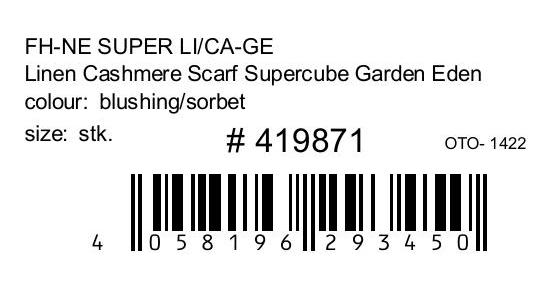 FH-NE SUPER LI/CA-GE
Linen Cashmere Scarf Supercube Garden Eden
colour: blushing/sorbet
size: stk.
# 419871
OTO- 1422
4 058196 293450